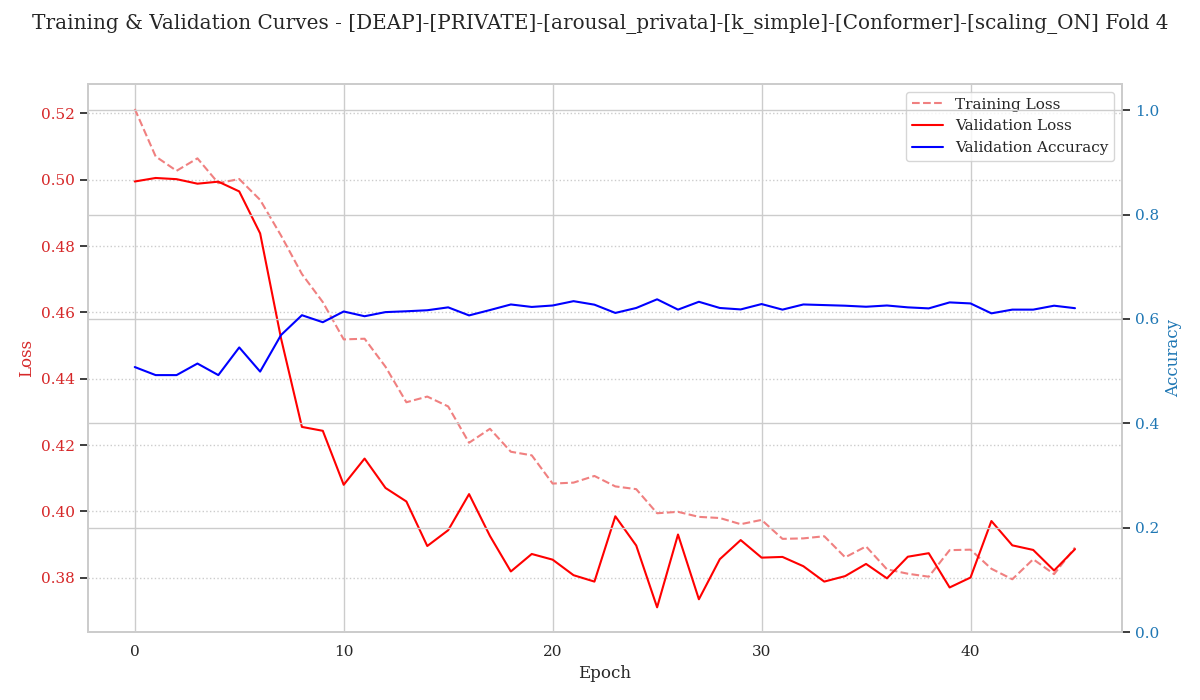 Training & Validation Curves - [DEAP]-[PRIVATE]-[arousal_privata]-[k_simple]-[Conformer]-[scaling_ON] Fold 4
Training Loss
Validation Loss
Validation Accuracy
0.52
0.50
0.48
0.46
0.44
0.42
0.40
0.38
Loss
1.0
0.8
0.6
0.4
0.2
0.0
Accuracy
0 10 20 30 40
Epoch